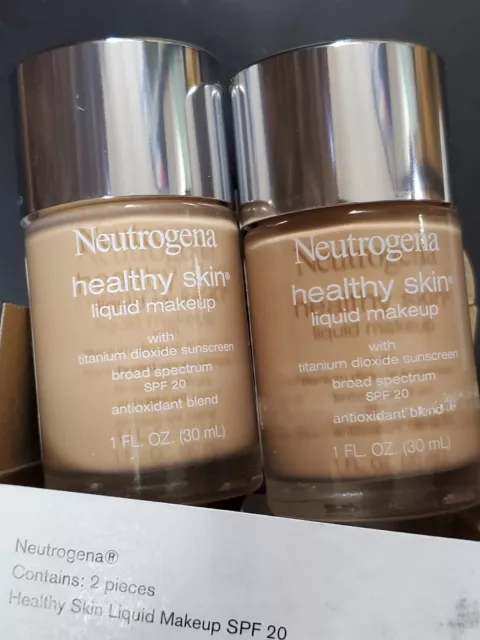 Neutrogena
healthy skin®
liquid makeup
with
titanium dioxide sunscreen
broad spectrum
SPF 20
antioxidant blend
1 FL. OZ. (30 mL)
Neutrogena
healthy skin®
liquid makeup
with
titanium dioxide sunscreen
broad spectrum
SPF 20
antioxidant blend
1 FL. OZ. (30 mL)
Neutrogena®
Contains: 2 pieces
Healthy Skin Liquid Makeup SPF 20